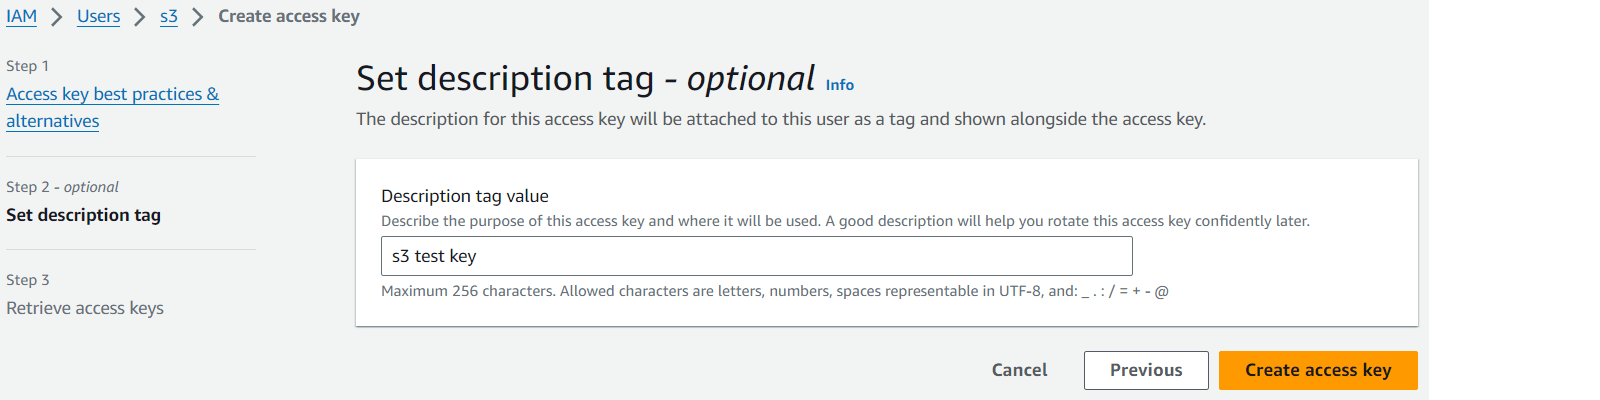 IAM > Users > s3 > Create access key
Step 1
Access key best practices &
alternatives
Step 2 - optional
Set description tag
Step 3
Retrieve access keys
Set description tag - optional Info
The description for this access key will be attached to this user as a tag and shown alongside the access key.
Description tag value
Describe the purpose of this access key and where it will be used. A good description will help you rotate this access key confidently later.
s3 test key
Maximum 256 characters. Allowed characters are letters, numbers, spaces representable in UTF-8, and: _ . : / = + - @
Cancel Previous Create access key